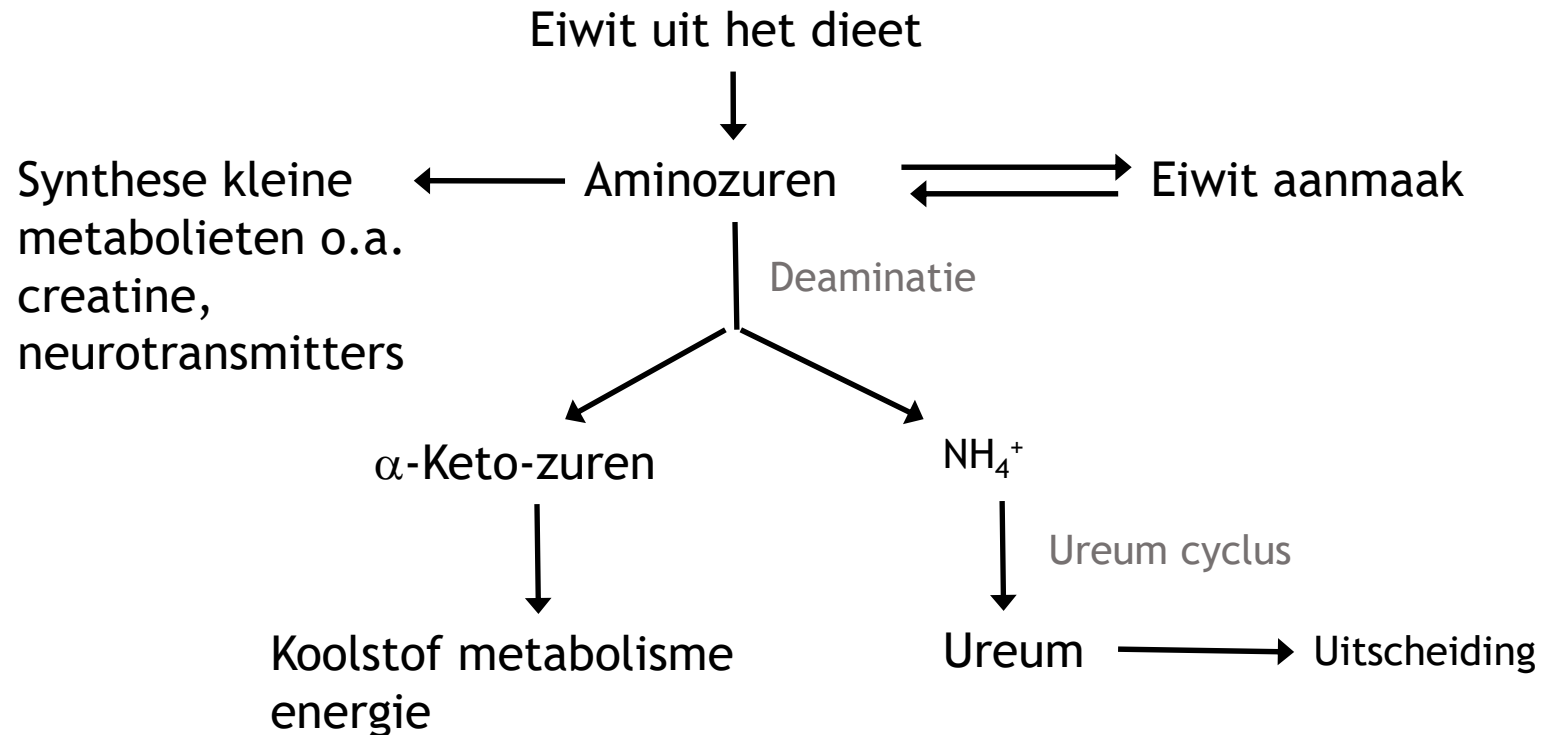 Eiwit uit het dieet
Synthese kleine
metabolieten o.a.
creatine,
neurotransmitters
Aminozuren
Eiwit aanmaak
Deaminatie
α-Keto-zuren
NH₄⁺
Ureum cyclus
Koolstof metabolisme
energie
Ureum
Uitscheiding